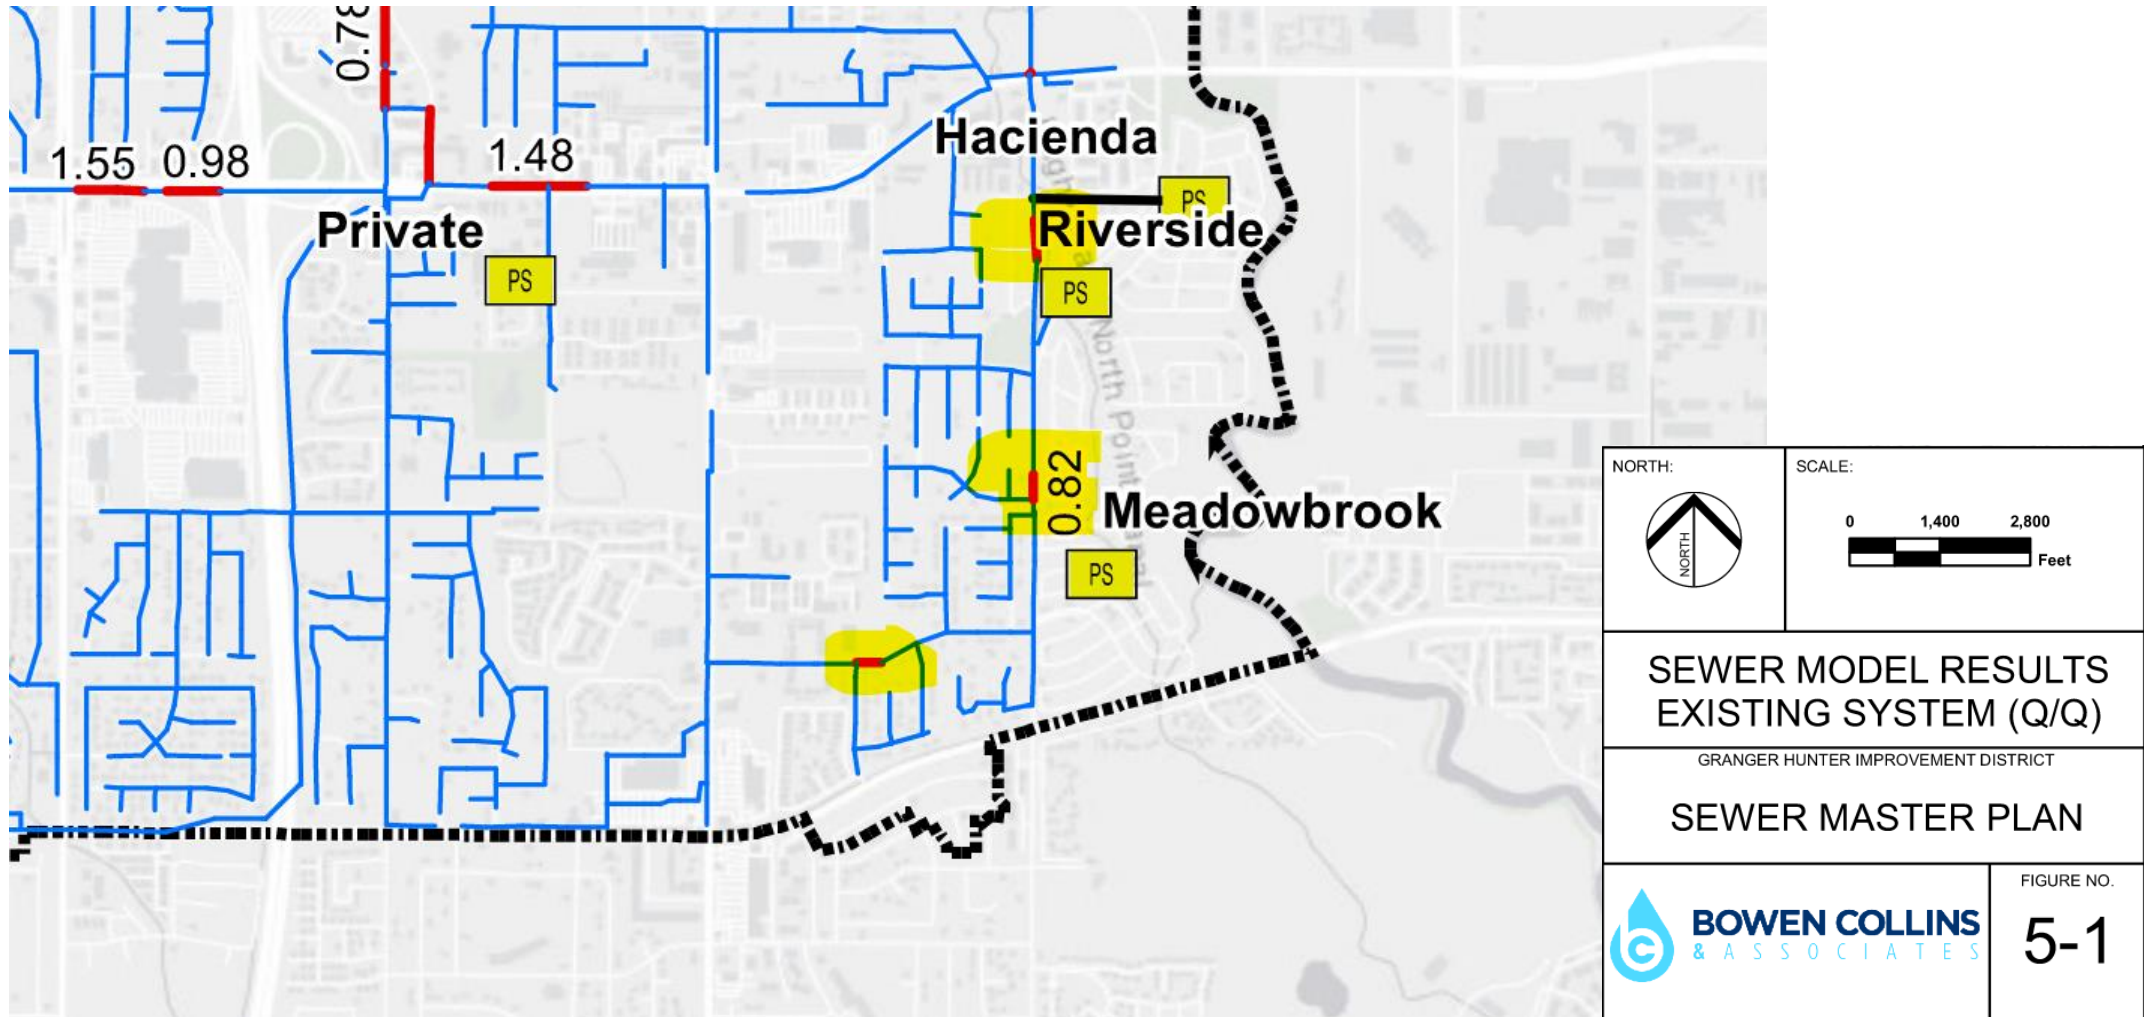 0.78
Hacienda
1.55
0.98
1.48
PS
Private
Riverside
PS
PS
North Point
0.82
Meadowbrook
PS
NORTH:
NORTH
SCALE:
0 1,400 2,800
Feet
SEWER MODEL RESULTS
EXISTING SYSTEM (Q/Q)
GRANGER HUNTER IMPROVEMENT DISTRICT
SEWER MASTER PLAN
BOWEN COLLINS
& ASSOCIATES
FIGURE NO.
5-1